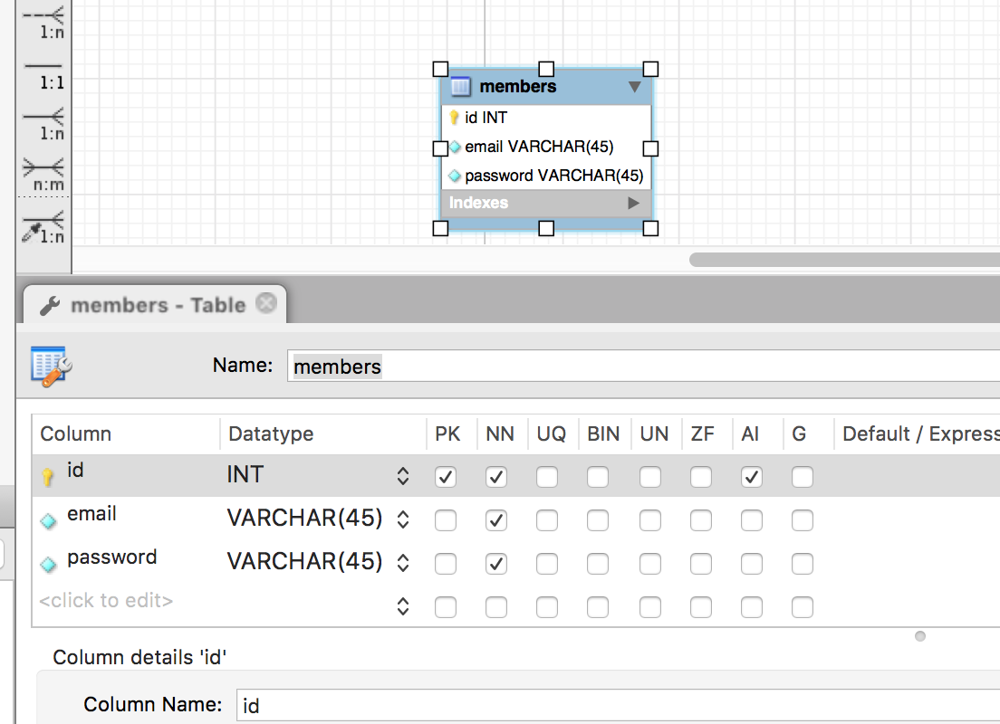 1:n
1:1
1:n
n:m
1:n
members
id INT
email VARCHAR(45)
password VARCHAR(45)
Indexes
members - Table
Name: members
Column Datatype PK NN UQ BIN UN ZF AI G Default / Express
id INT
email VARCHAR(45)
password VARCHAR(45)
<click to edit>
Column details 'id'
Column Name: id